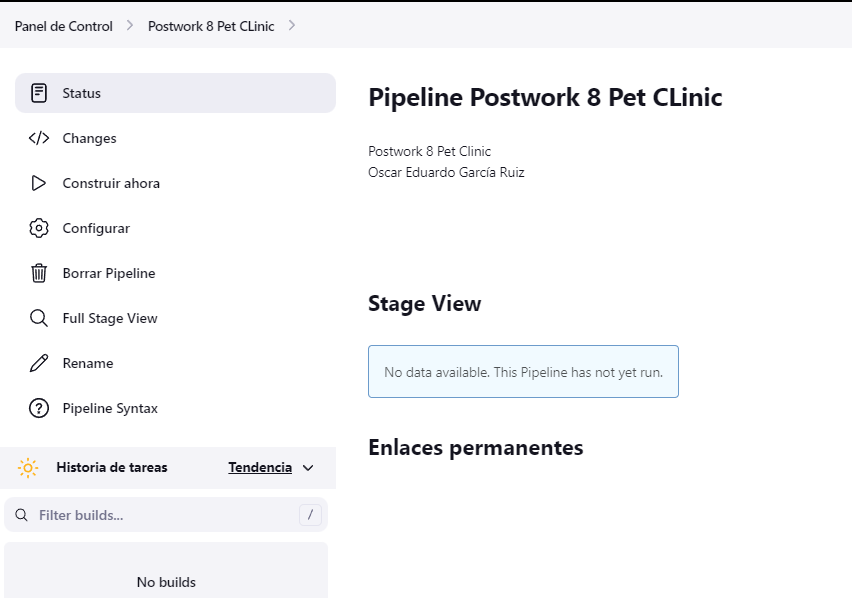 Panel de Control
Postwork 8 Pet CLinic
Status
Changes
Construir ahora
Configurar
Borrar Pipeline
Full Stage View
Rename
Pipeline Syntax
Historia de tareas Tendencia
Filter builds... /
No builds
Pipeline Postwork 8 Pet CLinic
Postwork 8 Pet Clinic
Oscar Eduardo García Ruiz
Stage View
No data available. This Pipeline has not yet run.
Enlaces permanentes